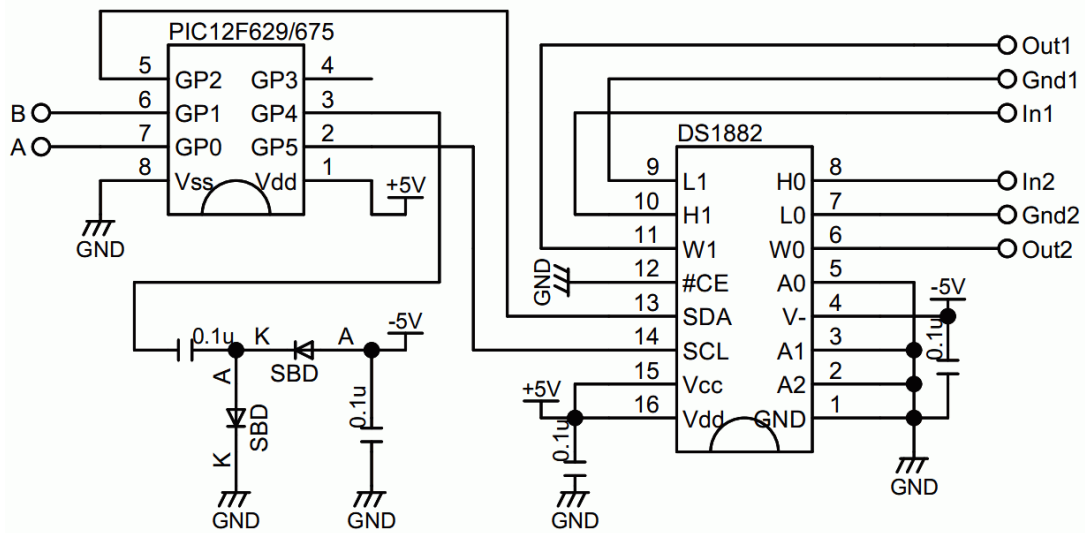 PIC12F629/675
5 GP2 GP3 4
B 6 GP1 GP4 3
A 7 GP0 GP5 2
8 Vss Vdd 1
+5V
GND
0.1u K A -5V
SBD
A
SBD
K
0.1u
GND
GND
Out1
Gnd1
In1
DS1882
9 L1 H0 8 In2
10 H1 L0 7 Gnd2
11 W1 W0 6 Out2
GND 12 #CE A0 5
-5V
13 SDA V- 4
0.1u
14 SCL A1 3
15 Vcc A2 2
+5V
16 Vdd GND 1
0.1u
GND
GND